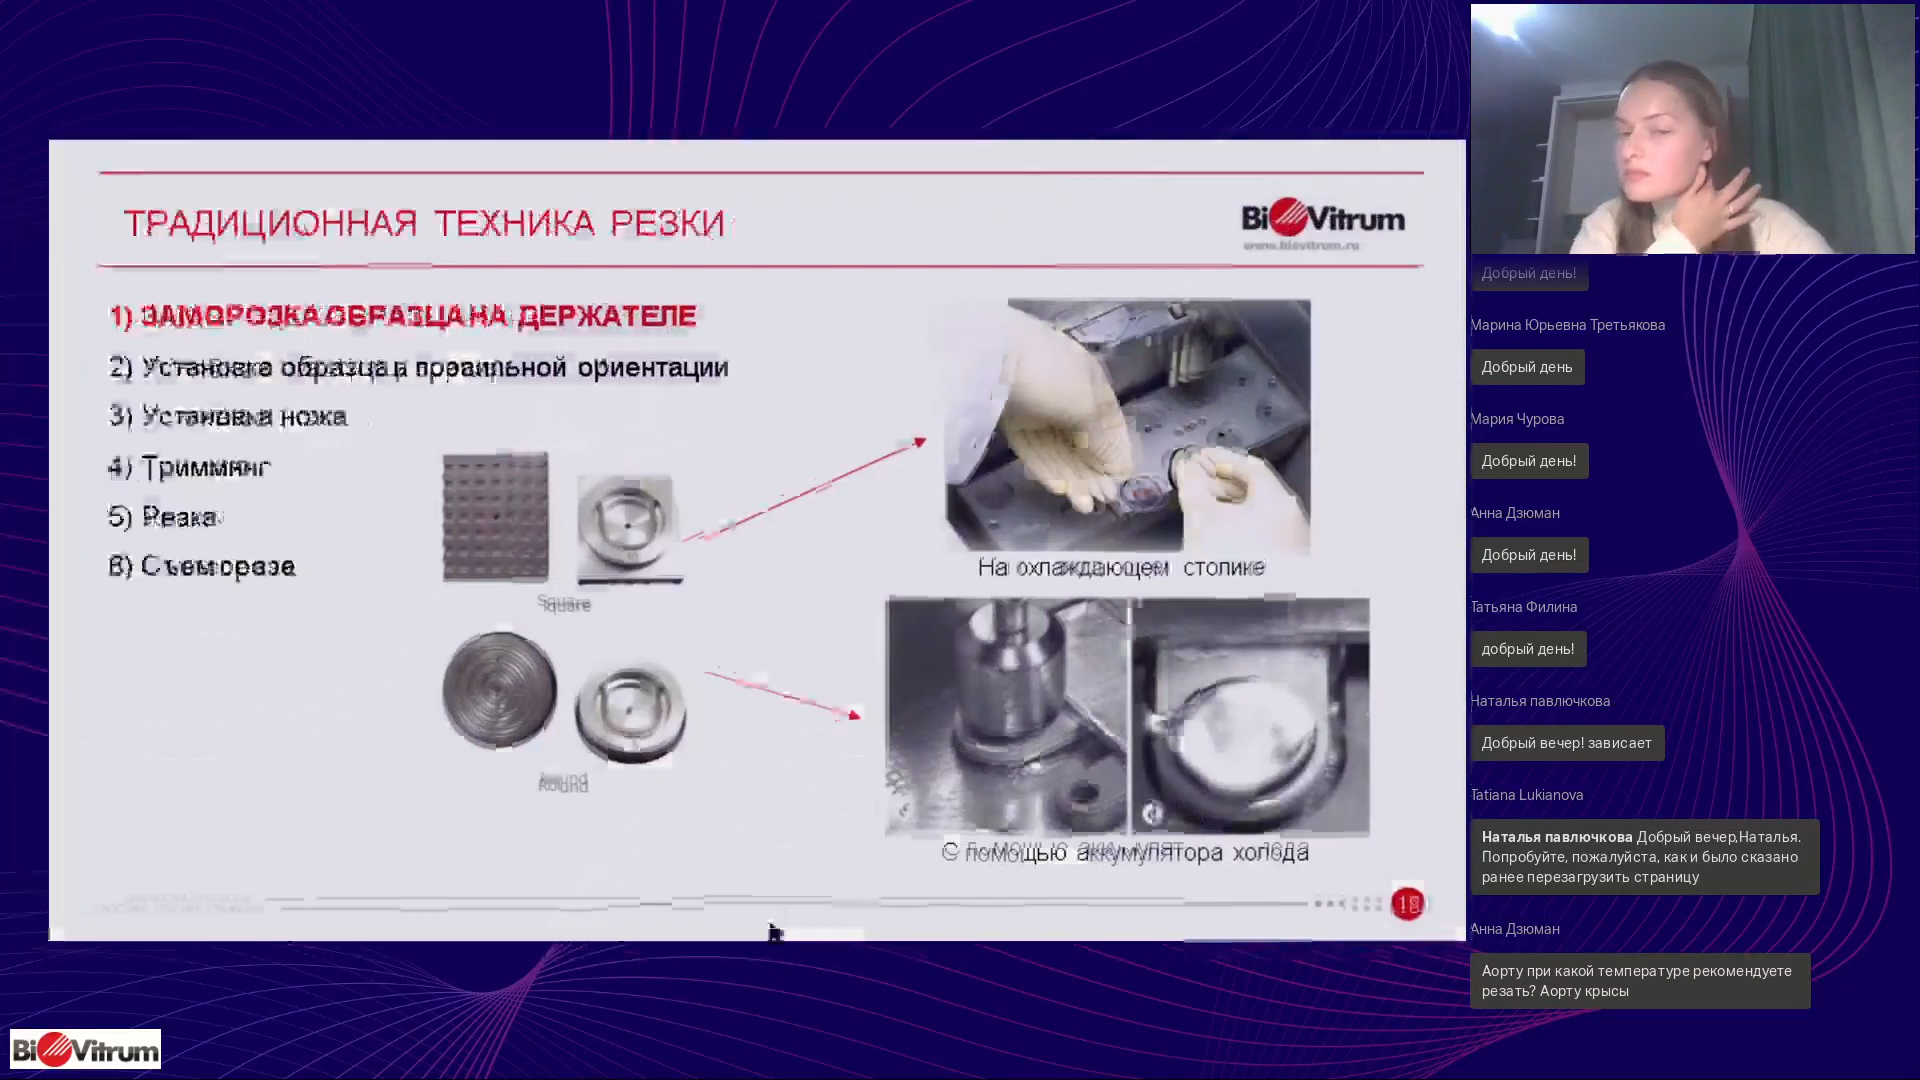 ТРАДИЦИОННАЯ ТЕХНИКА РЕЗКИ
BioVitrum
www.biovitrum.ru
1) ЗАМОРОЗКА ОБРАЗЦА НА ДЕРЖАТЕЛЕ
2) Установка образца в правильной ориентации
3) Установка ножа
4) Тримминг
5) Резка
6) Съем среза
Square
Round
На охлаждающем столике
С помощью аккумулятора холода
BioVitrum
Добрый день!
Марина Юрьевна Третьякова
Добрый день
Мария Чурова
Добрый день!
Анна Дзюман
Добрый день!
Татьяна Филина
добрый день!
Наталья павлючкова
Добрый вечер! зависает
Tatiana Lukianova
Наталья павлючкова Добрый вечер,Наталья.
Попробуйте, пожалуйста, как и было сказано
ранее перезагрузить страницу
Анна Дзюман
Аорту при какой температуре рекомендуете
резать? Аорту крысы